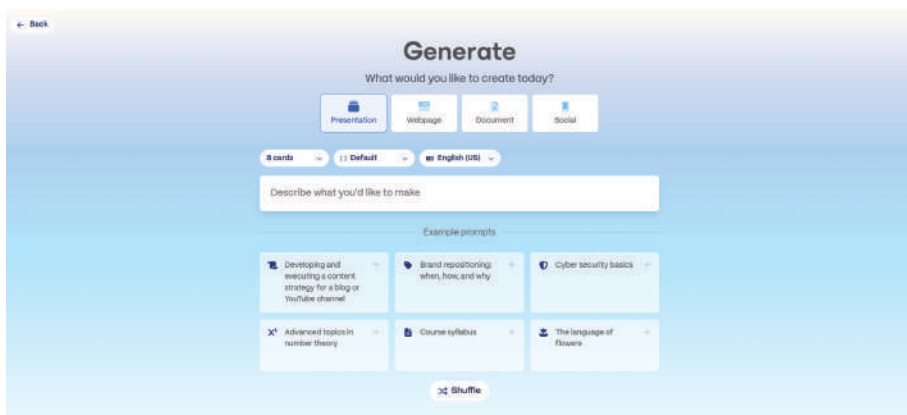 ← Back
Generate
What would you like to create today?
Presentation
Webpage
Document
Social
8 cards
Default
English (US)
Describe what you'd like to make
Example prompts
Developing and
executing a content
strategy for a blog or
YouTube channel
Brand repositioning:
when, how, and why
Cyber security basics
Advanced topics in
number theory
Course syllabus
The language of
flowers
Shuffle